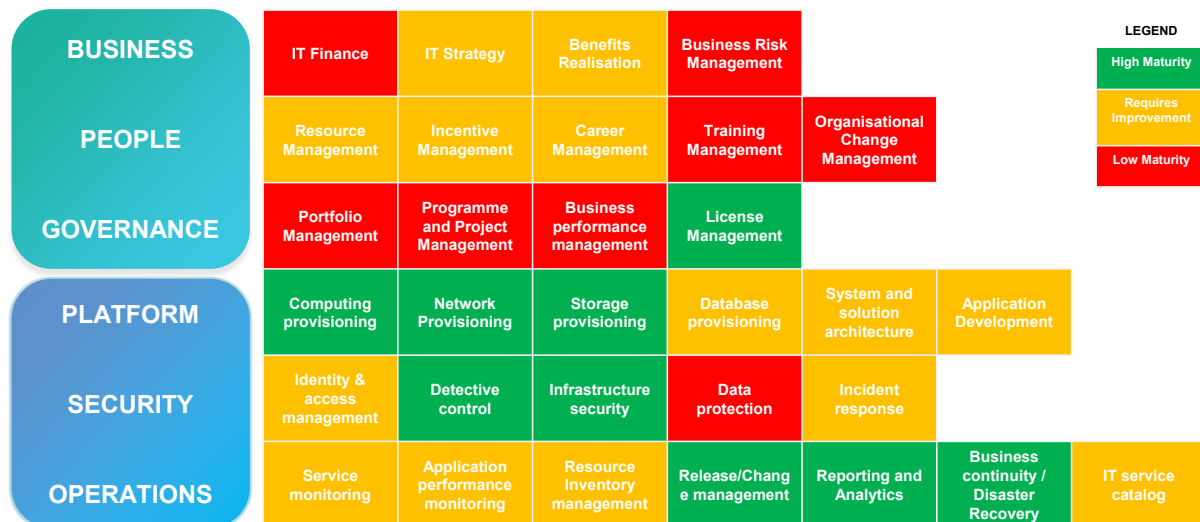 BUSINESS
IT Finance
IT Strategy
Benefits
Realisation
Business Risk
Management
LEGEND
High Maturity
Requires
Improvement
Low Maturity
PEOPLE
Resource
Management
Incentive
Management
Career
Management
Training
Management
Organisational
Change
Management
GOVERNANCE
Portfolio
Management
Programme
and Project
Management
Business
performance
management
License
Management
PLATFORM
Computing
provisioning
Network
Provisioning
Storage
provisioning
Database
provisioning
System and
solution
architecture
Application
Development
SECURITY
Identity &
access
management
Detective
control
Infrastructure
security
Data
protection
Incident
response
OPERATIONS
Service
monitoring
Application
performance
monitoring
Resource
Inventory
management
Release/Chang
e management
Reporting and
Analytics
Business
continuity /
Disaster
Recovery
IT service
catalog